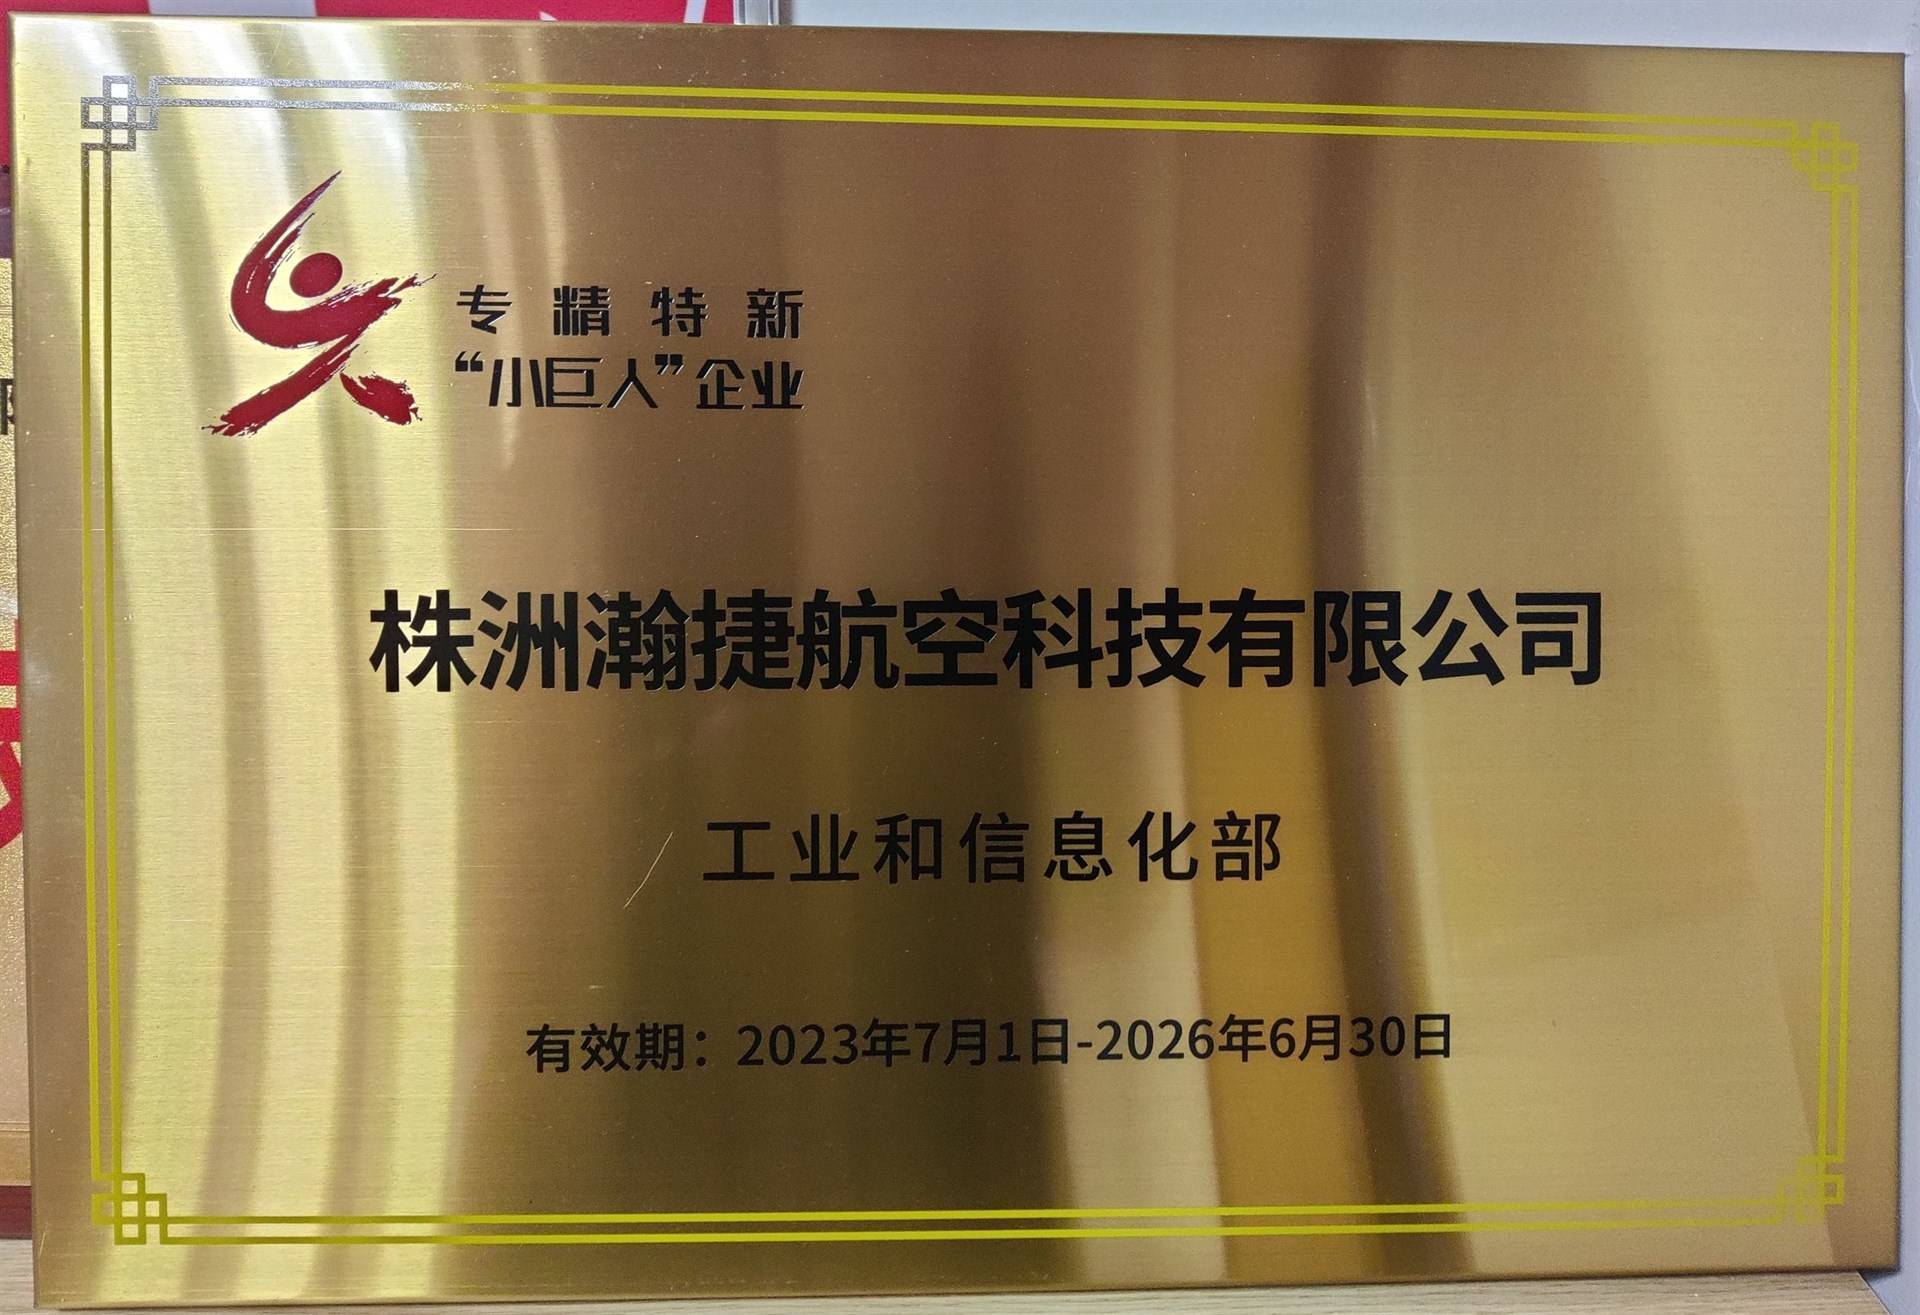 专精特新
“小巨人”企业
株洲瀚捷航空科技有限公司
工业和信息化部
有效期：2023年7月1日-2026年6月30日